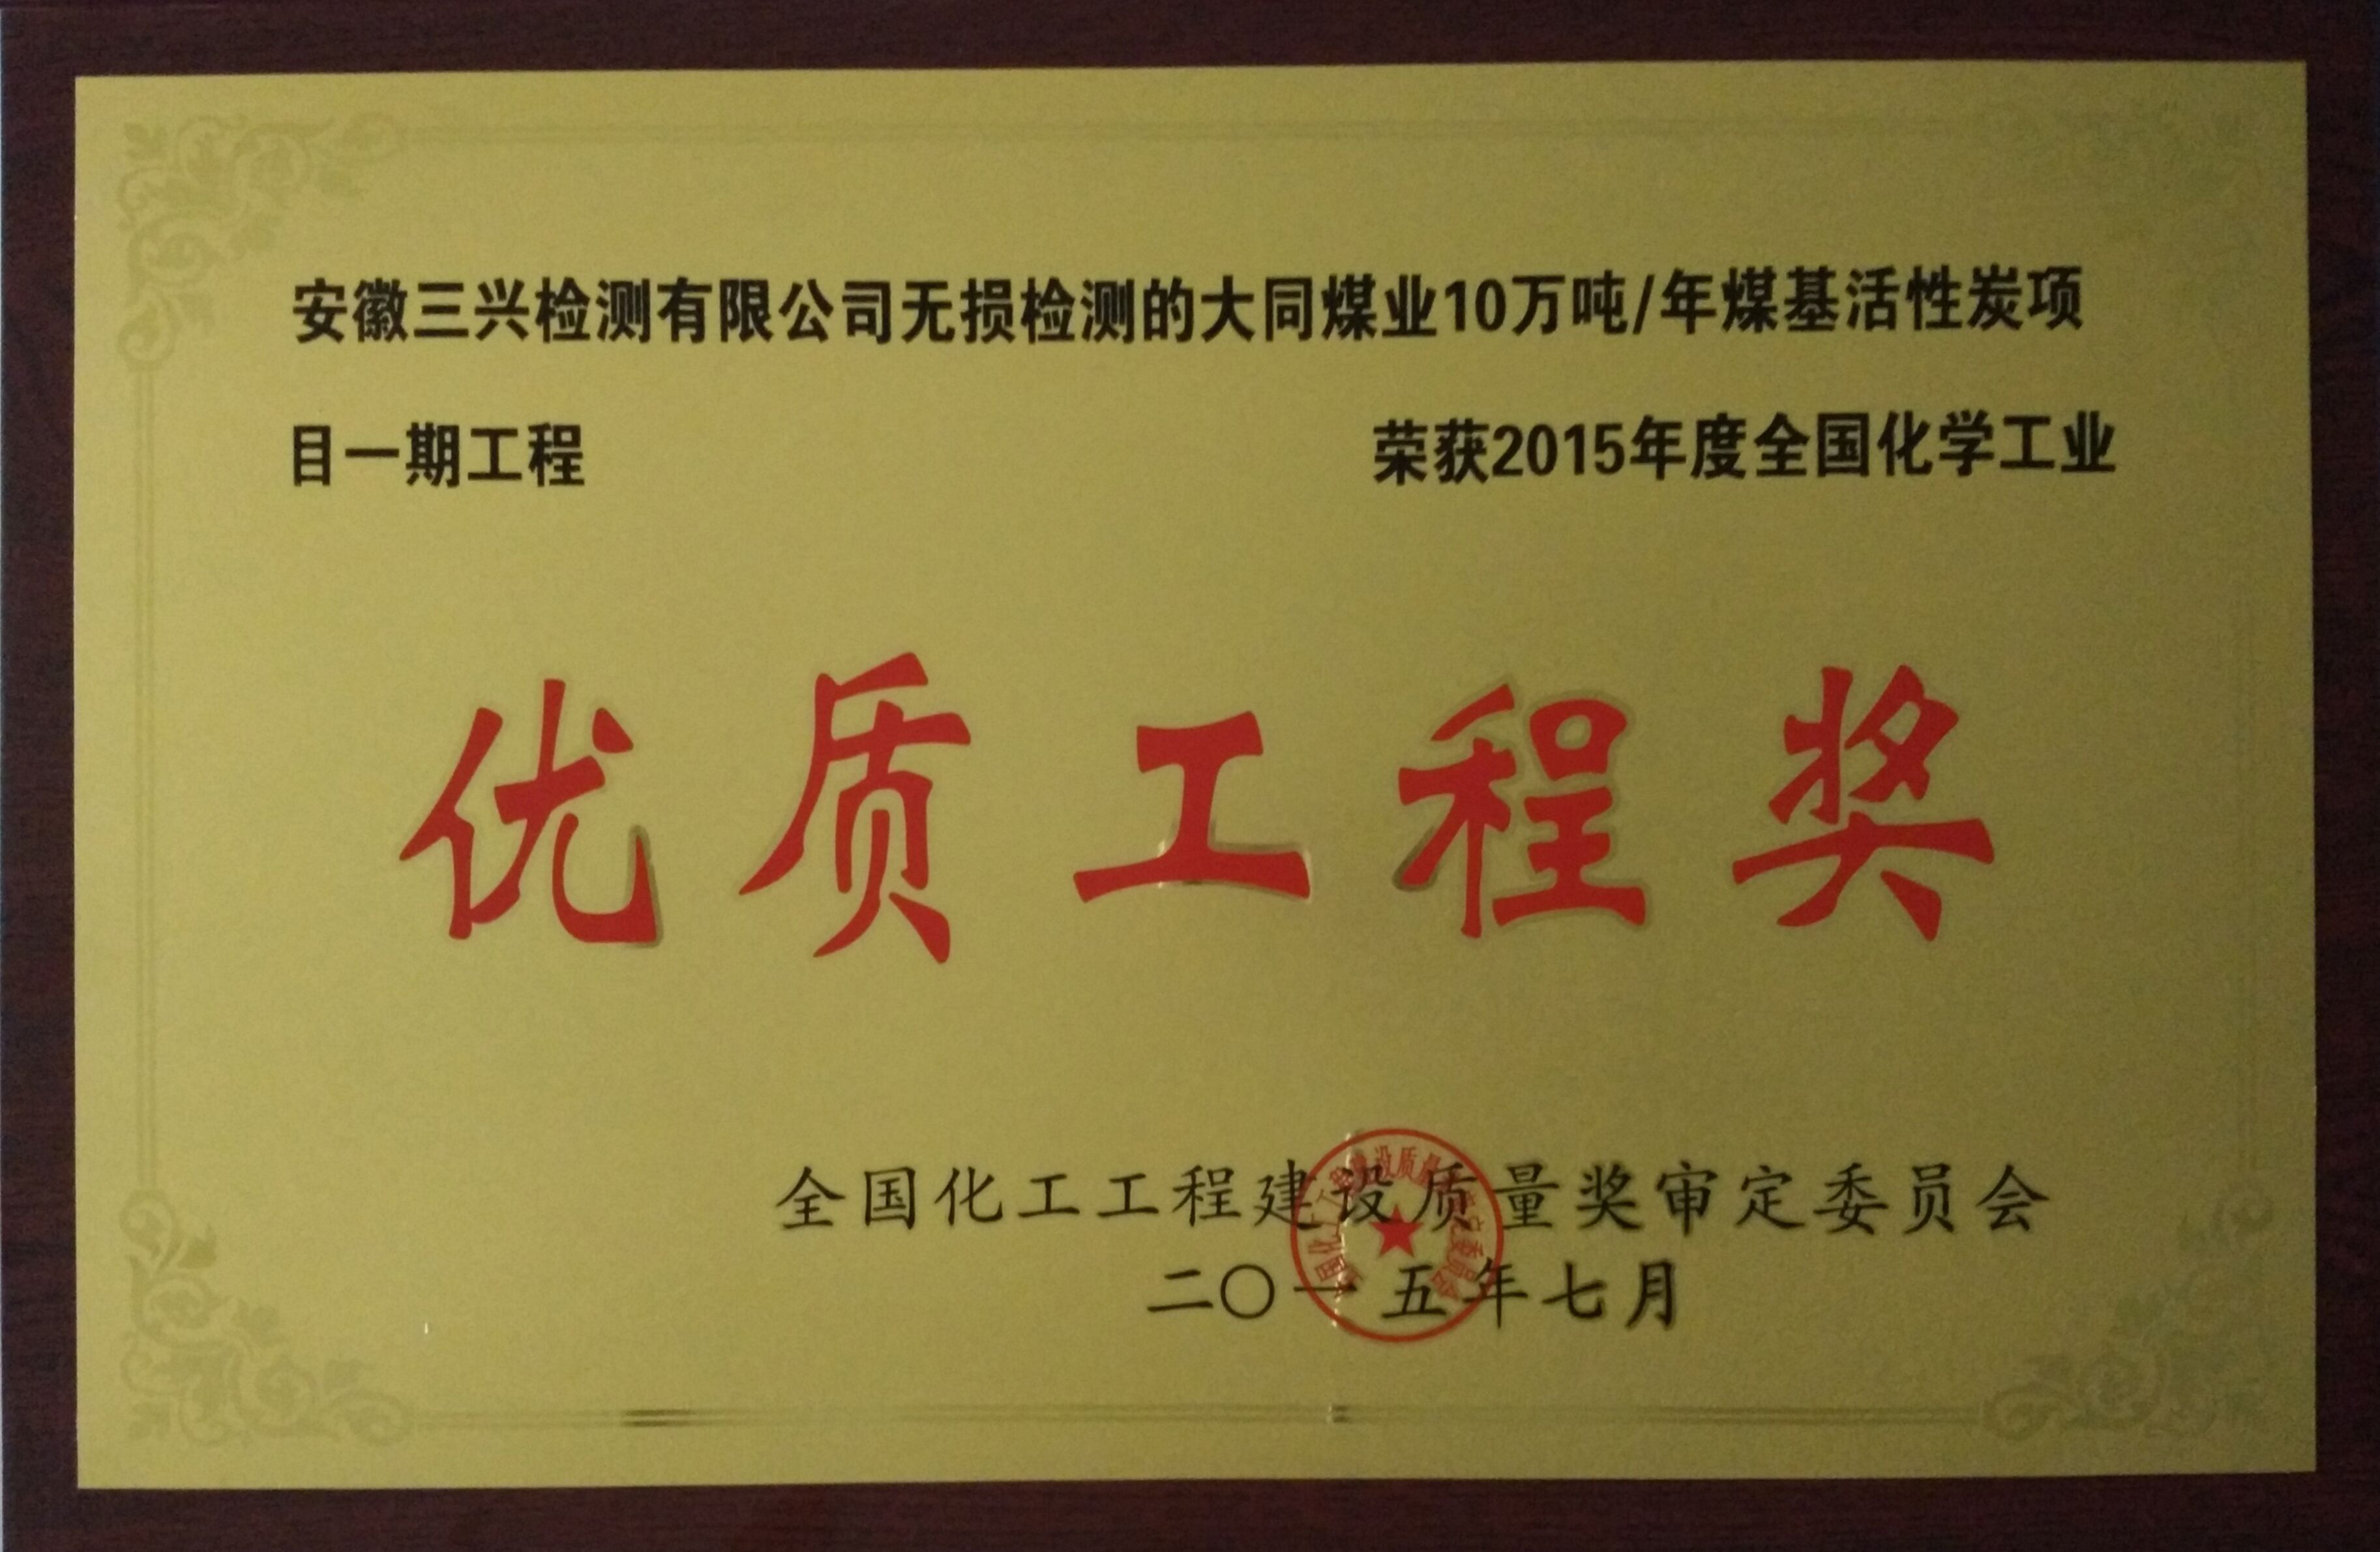 安徽三兴检测有限公司无损检测的大同煤业10万吨/年煤基活性炭项
目一期工程 荣获2015年度全国化学工业
优质工程奖
全国化工工程建设质量奖审定委员会
二〇一五年七月